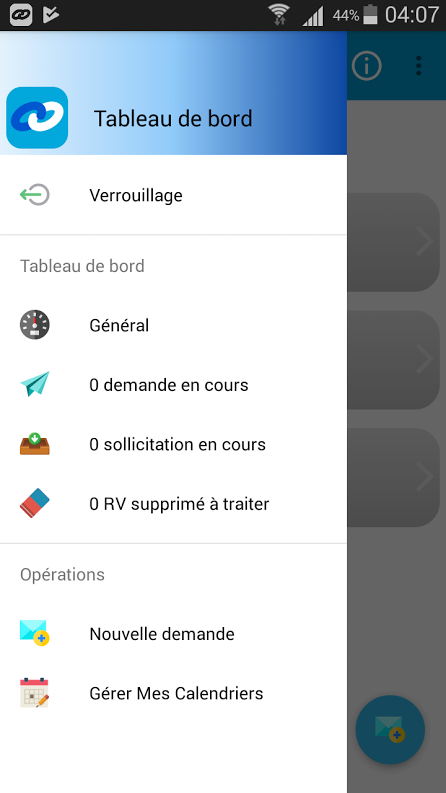 44% 04:07
Tableau de bord
Verrouillage
Tableau de bord
Général
0 demande en cours
0 sollicitation en cours
0 RV supprimé à traiter
Opérations
Nouvelle demande
Gérer Mes Calendriers